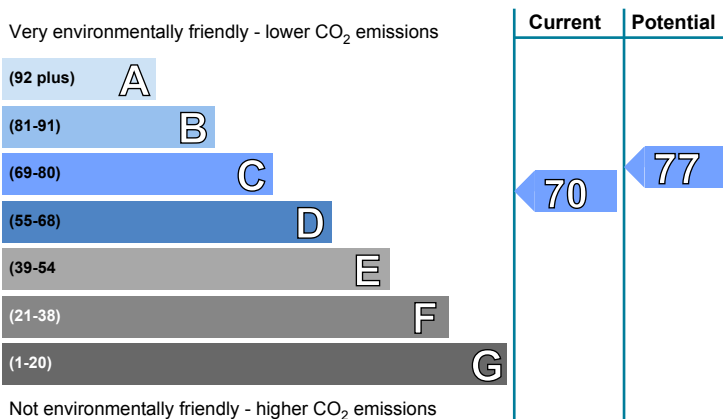 Very environmentally friendly - lower CO2 emissions
Current
Potential
(92 plus) A
(81-91) B
(69-80) C
(55-68) D
(39-54 E
(21-38) F
(1-20) G
70
77
Not environmentally friendly - higher CO2 emissions